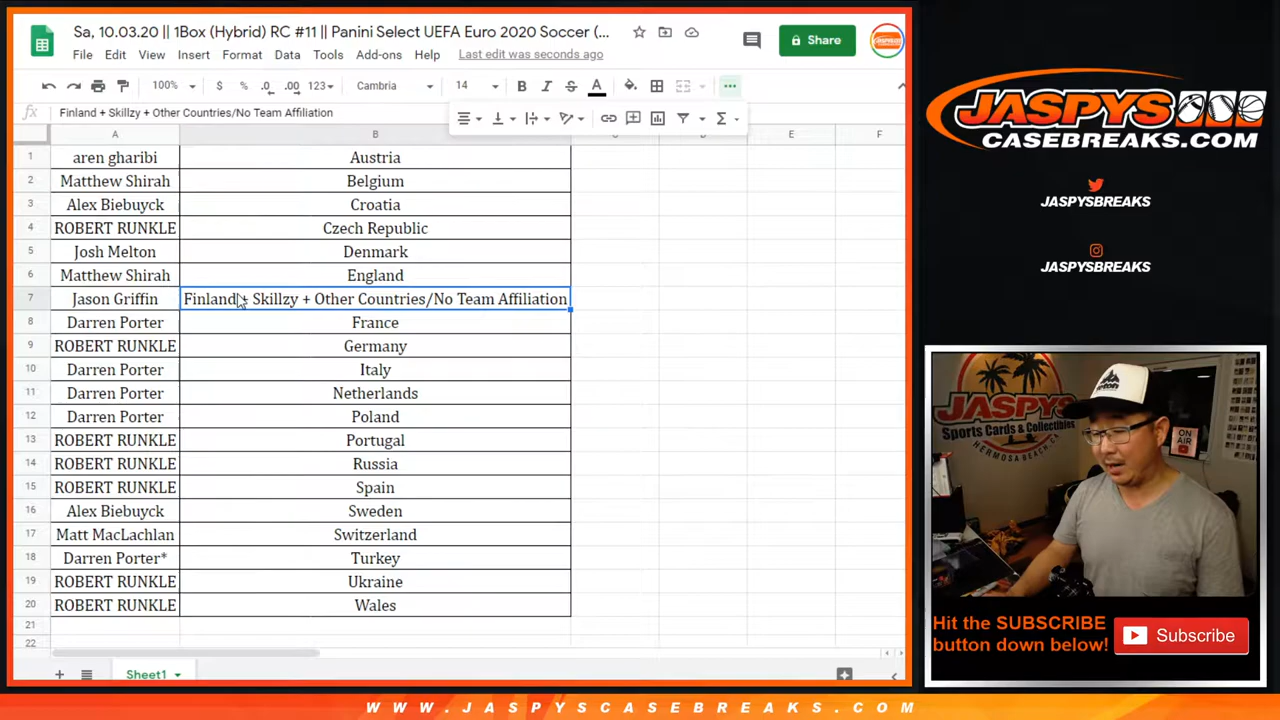 Sa, 10.03.20 || 1Box (Hybrid) RC #11 || Panini Select UEFA Euro 2020 Soccer (...
File Edit View Insert Format Data Tools Add-ons Help Last edit was seconds ago
Share
100% $ % .0 .00 123 Cambria 14 B I S A
fx Finland + Skillzy + Other Countries/No Team Affiliation
A B C D E F
1 aren gharibi Austria
2 Matthew Shirah Belgium
3 Alex Biebuyck Croatia
4 ROBERT RUNKLE Czech Republic
5 Josh Melton Denmark
6 Matthew Shirah England
7 Jason Griffin Finland + Skillzy + Other Countries/No Team Affiliation
8 Darren Porter France
9 ROBERT RUNKLE Germany
10 Darren Porter Italy
11 Darren Porter Netherlands
12 Darren Porter Poland
13 ROBERT RUNKLE Portugal
14 ROBERT RUNKLE Russia
15 ROBERT RUNKLE Spain
16 Alex Biebuyck Sweden
17 Matt MacLachlan Switzerland
18 Darren Porter* Turkey
19 ROBERT RUNKLE Ukraine
20 ROBERT RUNKLE Wales
21
22
Sheet1
JASPYS
CASEBREAKS.COM
JASPYSBREAKS
JASPYSBREAKS
JASPYS
Sports Cards & Collectibles
HERMOSA BEACH, CA
ON AIR
Hit the SUBSCRIBE
button down below!
Subscribe
WWW.JASPYSCASEBREAKS.COM